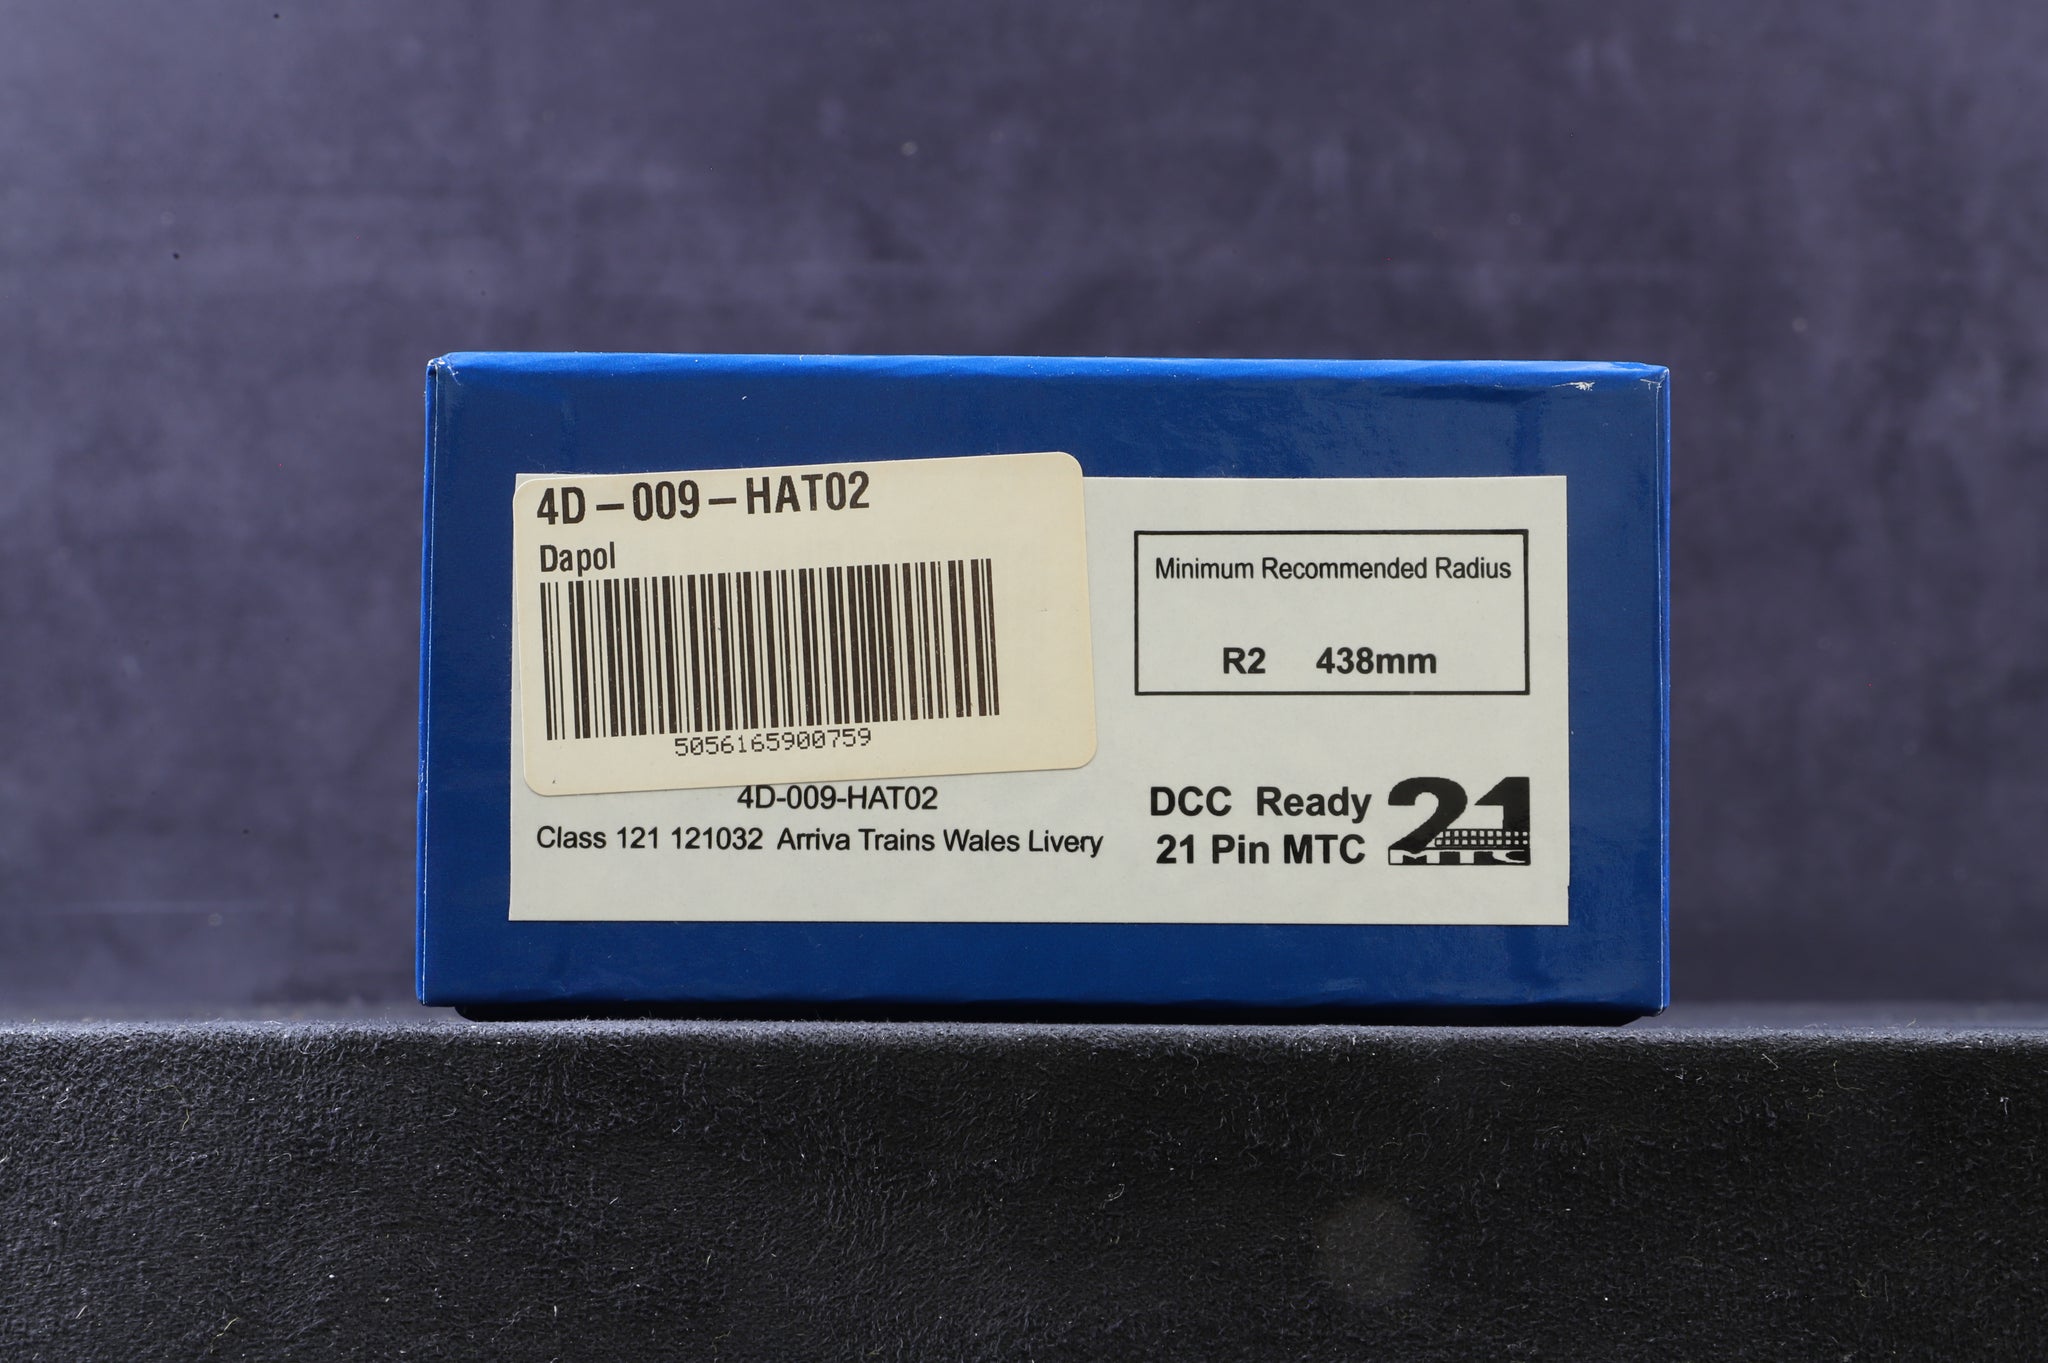 4D-009-HAT02
Dapol
5056165900759
4D-009-HAT02
Class 121 121032 Arriva Trains Wales Livery
Minimum Recommended Radius
R2 438mm
DCC Ready
21 Pin MTC
21
MTC